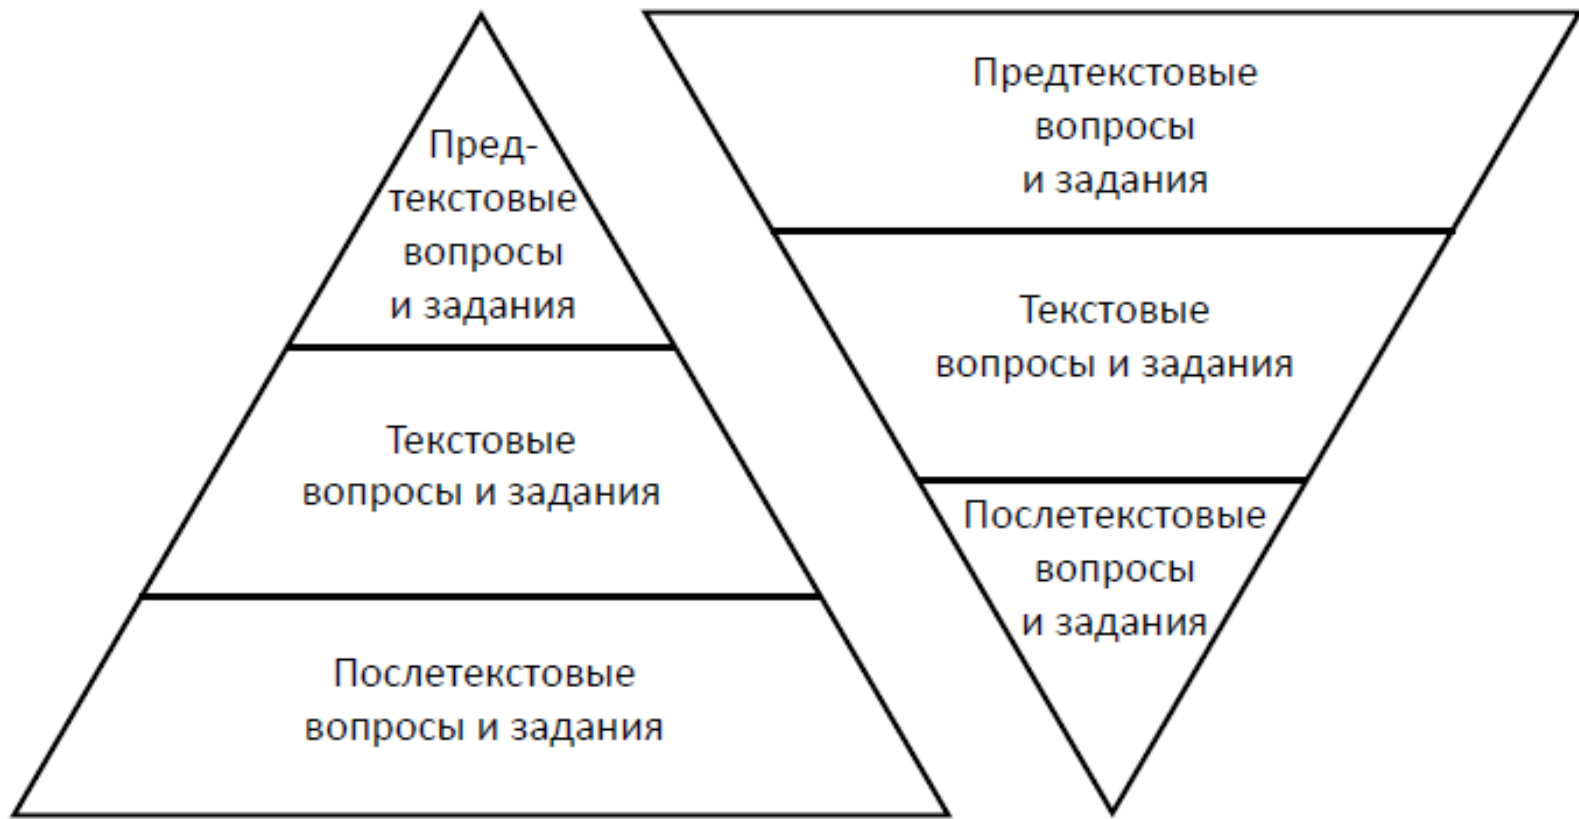 Пред-
текстовые
вопросы
и задания
Текстовые
вопросы и задания
Послетекстовые
вопросы и задания
Предтекстовые
вопросы
и задания
Текстовые
вопросы и задания
Послетекстовые
вопросы
и задания